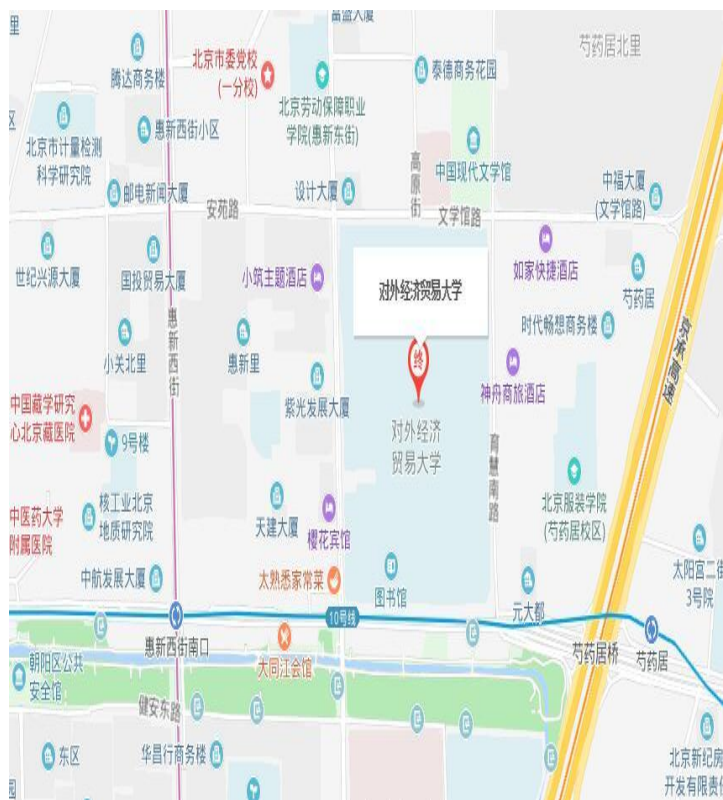 里
富盛大厦
北京市委党校
(一分校)
芍药居北里
腾达商务楼
泰德商务花园
北京劳动保障职业
学院(惠新东街)
区
惠新西街小区
北京市计量检测
科学研究院
高原街
中国现代文学馆
中福大厦
(文学馆路)
邮电新闻大厦
设计大厦
安苑路
文学馆路
世纪兴源大厦
国投贸易大厦
小筑主题酒店
对外经济贸易大学
如家快捷酒店
芍药居
惠新西街
时代畅想商务楼
京承高速
小关北里
惠新里
终
神舟商旅酒店
紫光发展大厦
中国藏学研究
心北京藏医院
对外经济
贸易大学
9号楼
育慧南路
核工业北京
地质研究院
北京服装学院
(芍药居校区)
中医药大学
附属医院
天建大厦
樱花宾馆
太阳宫二街
3号院
中航发展大厦
太熟悉家常菜
图书馆
元大都
10号线
惠新西街南口
芍药居桥
芍药居
朝阳区公共
安全馆
大同江会馆
健安东路
东区
华昌行商务楼
北京新纪房
开发有限责任
园